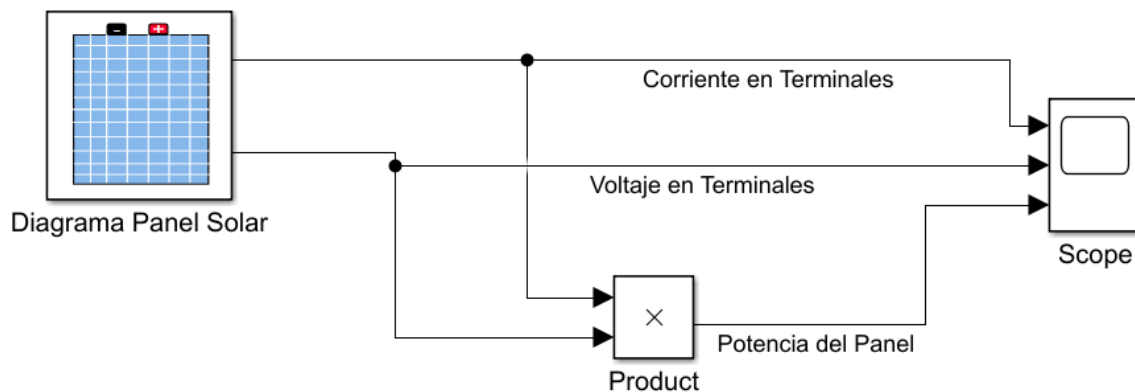 Corriente en Terminales
Voltaje en Terminales
Diagrama Panel Solar
Scope
Potencia del Panel
Product